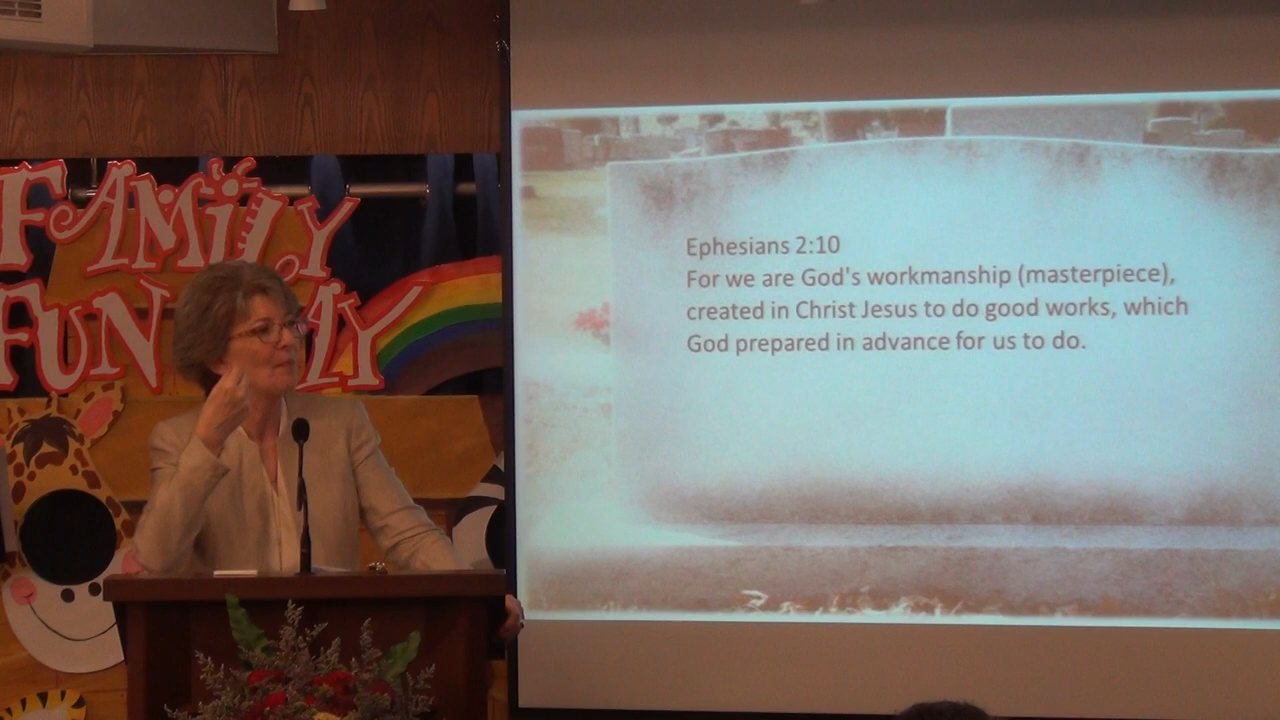 FAMILY
FUN DAY
Ephesians 2:10
For we are God's workmanship (masterpiece),
created in Christ Jesus to do good works, which
God prepared in advance for us to do.